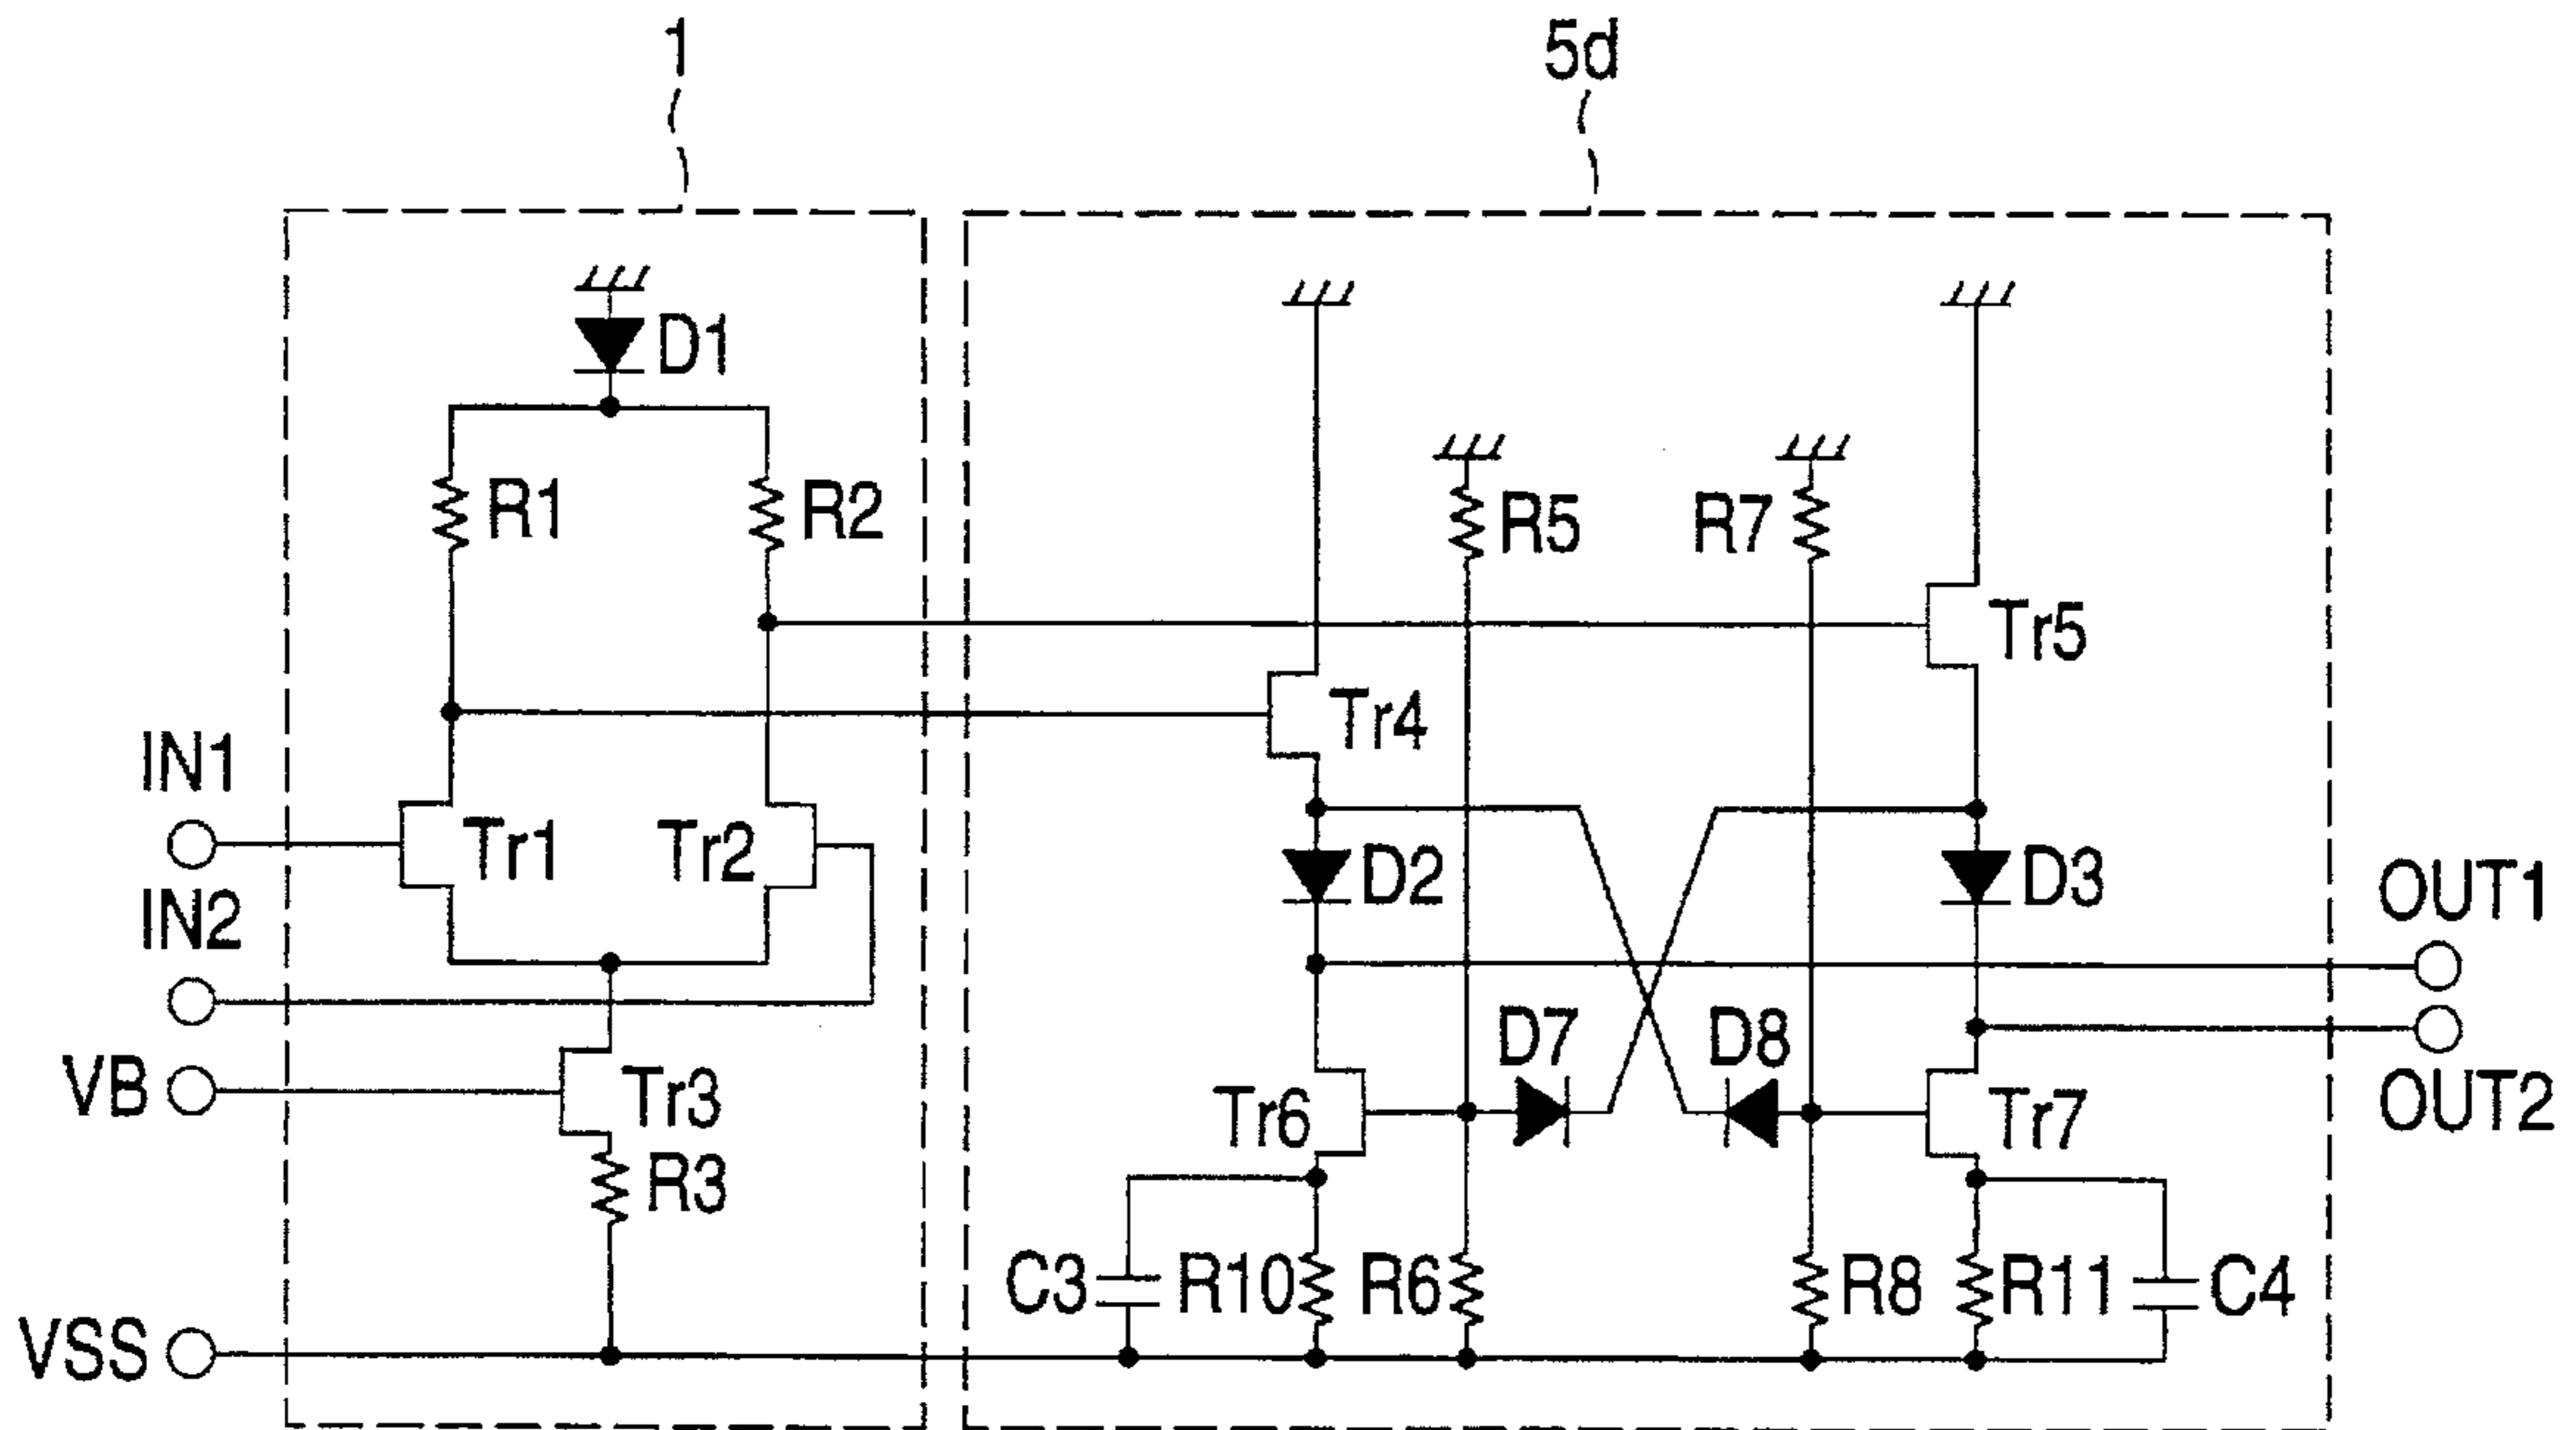 1
5d
D1
R1
R2
R5
R7
Tr5
Tr4
IN1
Tr1
Tr2
D2
D3
OUT1
IN2
D7
D8
VB
Tr3
Tr6
Tr7
OUT2
R3
C3
R10
R6
R8
R11
C4
VSS